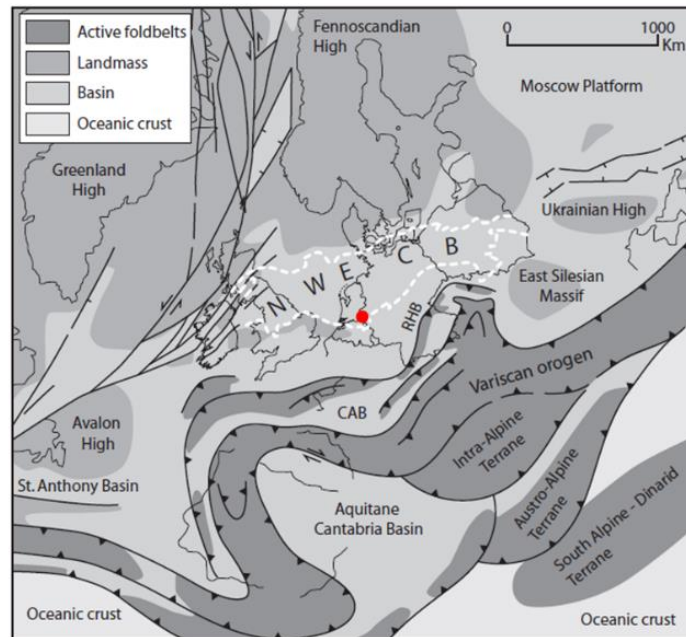 Active foldbelts
Landmass
Basin
Oceanic crust
Fennoscandian
High
0
1000
Km
Moscow Platform
Greenland
High
Ukrainian High
N W E C B
East Silesian
Massif
RHB
Variscan orogen
CAB
Avalon
High
Intra-Alpine
Terrane
St. Anthony Basin
Austro-Alpine
Terrane
Aquitane
Cantabria Basin
South Alpine - Dinarid
Terrane
Oceanic crust
Oceanic crust